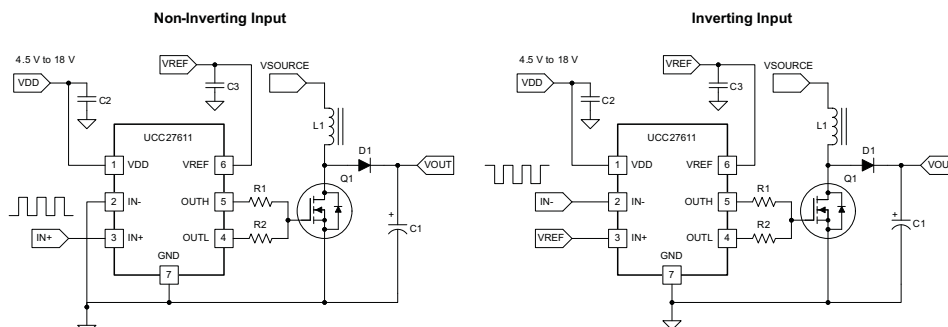 Non-Inverting Input
4.5 V to 18 V
VDD
C2
VREF
C3
VSOURCE
L1
UCC27611
1 VDD
VREF 6
D1
VOUT
Q1
2 IN-
OUTH 5
R1
R2
IN+
3 IN+
OUTL 4
+
C1
GND
7
Inverting Input
4.5 V to 18 V
VDD
C2
VREF
C3
VSOURCE
L1
UCC27611
1 VDD
VREF 6
D1
VOU
Q1
IN-
2 IN-
OUTH 5
R1
R2
VREF
3 IN+
OUTL 4
+
C1
GND
7